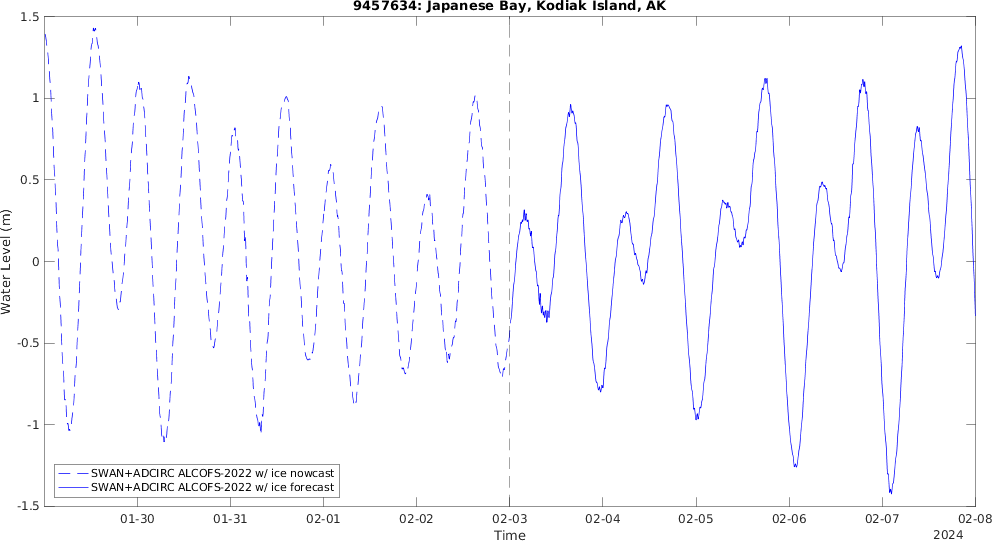 9457634: Japanese Bay, Kodiak Island, AK
1.5
1
0.5
0
-0.5
-1
-1.5
Water Level (m)
SWAN+ADCIRC ALCOFS-2022 w/ ice nowcast
SWAN+ADCIRC ALCOFS-2022 w/ ice forecast
01-30 01-31 02-01 02-02 02-03 02-04 02-05 02-06 02-07 02-08
Time
2024